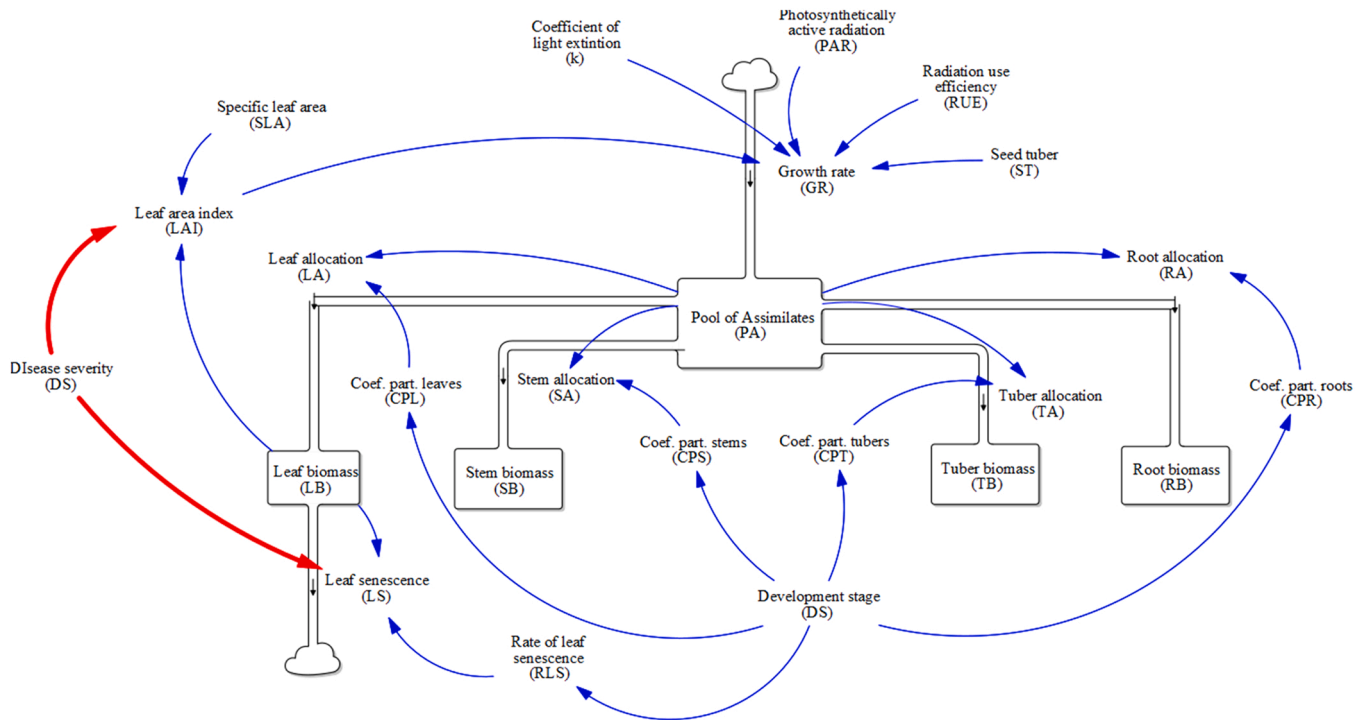 Photosynthetically
active radiation
(PAR)
Coefficient of
light extintion
(k)
Radiation use
efficiency
(RUE)
Specific leaf area
(SLA)
Seed tuber
(ST)
Growth rate
(GR)
Leaf area index
(LAI)
Leaf allocation
(LA)
Root allocation
(RA)
Pool of Assimilates
(PA)
DIsease severity
(DS)
Coef. part. leaves
(CPL)
Stem allocation
(SA)
Tuber allocation
(TA)
Coef. part. roots
(CPR)
Coef. part. stems
(CPS)
Coef. part. tubers
(CPT)
Leaf biomass
(LB)
Stem biomass
(SB)
Tuber biomass
(TB)
Root biomass
(RB)
Leaf senescence
(LS)
Development stage
(DS)
Rate of leaf
senescence
(RLS)